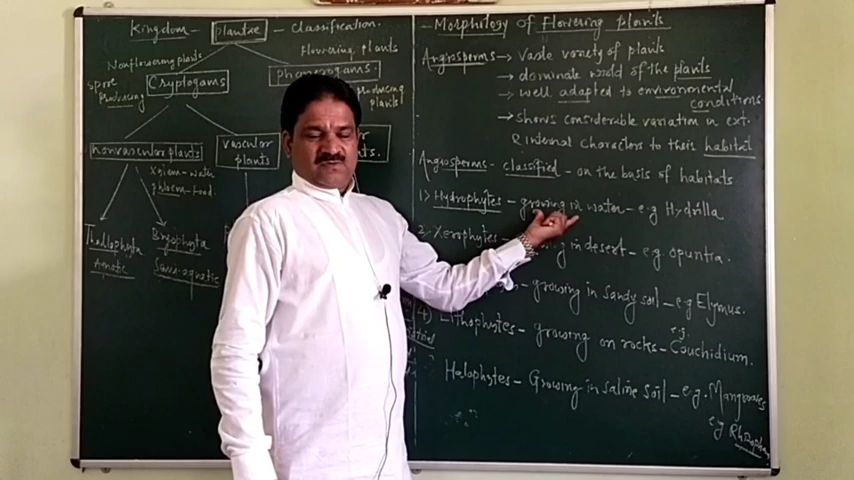 Kingdom - plantae - Classification.
Nonflowering plants
Flowering plants
Cryptogams
phanerogams
spore
producing
producing
plants
nonvascular plants
vascular
plants
Xylem - water
phloem - Food
Thallophyta
Aquatic
Bryophyta
Semi-aquatic
- Morphology of flowering plants
Angiosperms → Vaste variety of plants
→ dominate world of the plants
→ well adapted to environmental
conditions.
→ shows considerable variation in ext.
& internal characters to their habitat
Angiosperms - classified - on the basis of habitats
1) Hydrophytes - growing in water - e.g Hydrilla
2 Xerophytes in desert - e.g. opuntia.
growing in Sandy soil - e.g Elymus.
4) Lithophytes - growing on rocks - e.g. Couchidium.
Halophytes - Growing in saline soil - e.g. Mangroves
e.g